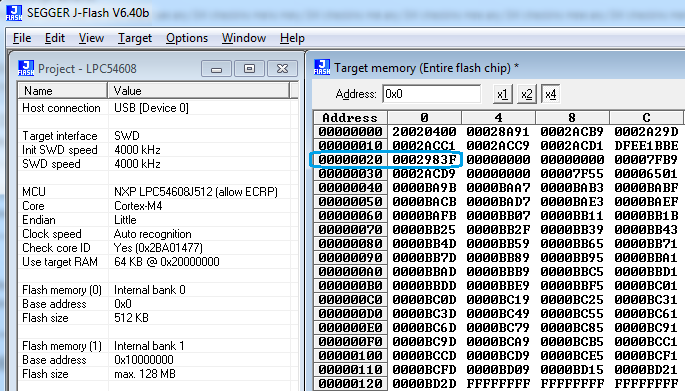 SEGGER J-Flash V6.40b
File Edit View Target Options Window Help
Project - LPC54608
Name Value
Host connection USB [Device 0]
Target interface SWD
Init SWD speed 4000 kHz
SWD speed 4000 kHz
MCU NXP LPC54608J512 (allow ECRP)
Core Cortex-M4
Endian Little
Clock speed Auto recognition
Check core ID Yes (0x2BA01477)
Use target RAM 64 KB @ 0x20000000
Flash memory (0) Internal bank 0
Base address 0x0
Flash size 512 KB
Flash memory (1) Internal bank 1
Base address 0x10000000
Flash size max. 128 MB
Target memory (Entire flash chip) *
Address: 0x0 x1 x2 x4
Address 0 4 8 C
00000000 20020400 00028A91 0002ACB9 0002A29D
00000010 0002ACC1 0002ACC9 0002ACD1 DFEE1BBE
00000020 0002983F 00000000 00000000 00007FB9
00000030 0002ACD9 00000000 00007F55 00006501
00000040 0000BA9B 0000BAA7 0000BAB3 0000BABF
00000050 0000BACB 0000BAD7 0000BAE3 0000BAEF
00000060 0000BAFB 0000BB07 0000BB11 0000BB1B
00000070 0000BB25 0000BB2F 0000BB39 0000BB43
00000080 0000BB4D 0000BB59 0000BB65 0000BB71
00000090 0000BB7D 0000BB89 0000BB95 0000BBA1
000000A0 0000BBAD 0000BBB9 0000BBC5 0000BBD1
000000B0 0000BBDD 0000BBE9 0000BBF5 0000BC01
000000C0 0000BC0D 0000BC19 0000BC25 0000BC31
000000D0 0000BC3D 0000BC49 0000BC55 0000BC61
000000E0 0000BC6D 0000BC79 0000BC85 0000BC91
000000F0 0000BC9D 0000BCA9 0000BCB5 0000BCC1
00000100 0000BCCD 0000BCD9 0000BCE5 0000BCF1
00000110 0000BCFD 0000BD09 0000BD15 0000BD21
00000120 0000BD2D FFFFFFFF FFFFFFFF FFFFFFFF